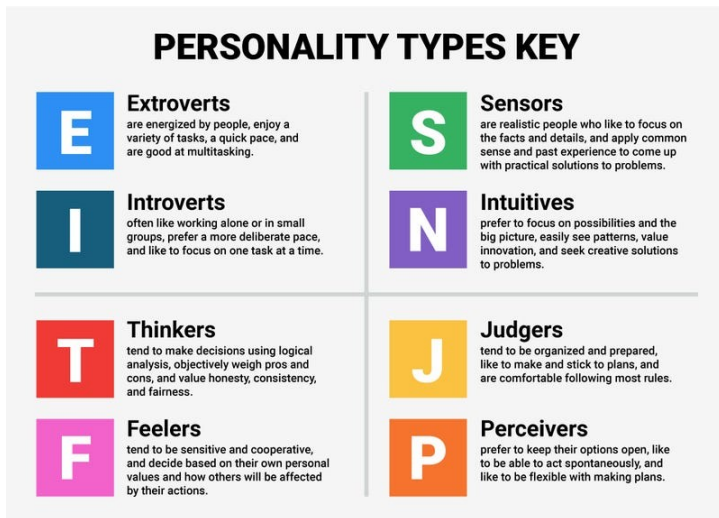 PERSONALITY TYPES KEY
E
Extroverts
are energized by people, enjoy a
variety of tasks, a quick pace, and
are good at multitasking.
I
Introverts
often like working alone or in small
groups, prefer a more deliberate pace,
and like to focus on one task at a time.
S
Sensors
are realistic people who like to focus on
the facts and details, and apply common
sense and past experience to come up
with practical solutions to problems.
N
Intuitives
prefer to focus on possibilities and the
big picture, easily see patterns, value
innovation, and seek creative solutions
to problems.
T
Thinkers
tend to make decisions using logical
analysis, objectively weigh pros and
cons, and value honesty, consistency,
and fairness.
F
Feelers
tend to be sensitive and cooperative,
and decide based on their own personal
values and how others will be affected
by their actions.
J
Judgers
tend to be organized and prepared,
like to make and stick to plans, and
are comfortable following most rules.
P
Perceivers
prefer to keep their options open, like
to be able to act spontaneously, and
like to be flexible with making plans.